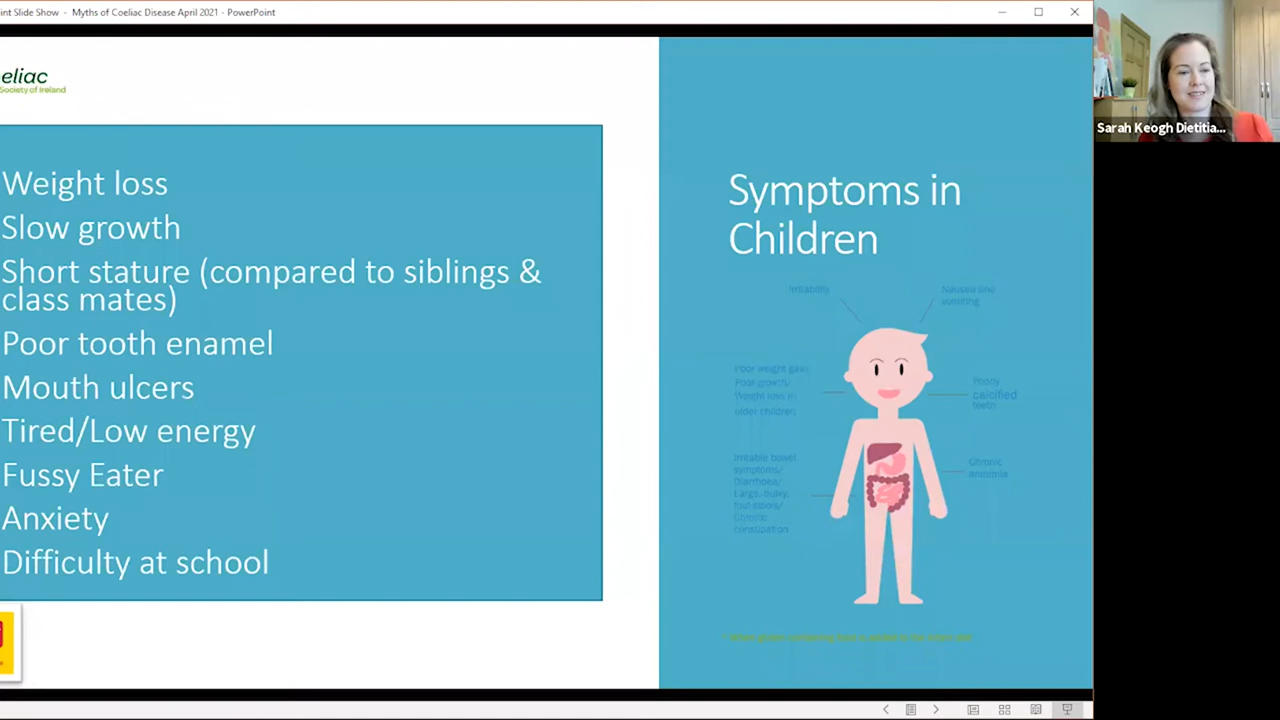 int Slide Show - Myths of Coeliac Disease April 2021 - PowerPoint
eliac
Society of Ireland
Weight loss
Slow growth
Short stature (compared to siblings &
class mates)
Poor tooth enamel
Mouth ulcers
Tired/Low energy
Fussy Eater
Anxiety
Difficulty at school
Symptoms in
Children
Irritability
Nausea and
vomiting
Poor weight gain/
Poor growth/
Weight loss in
older children
Poorly
calcified
teeth
Irritable bowel
symptoms/
Diarrhoea/
Large, bulky,
foul stools/
Chronic
constipation
Chronic
anaemia
Sarah Keogh Dietitia...